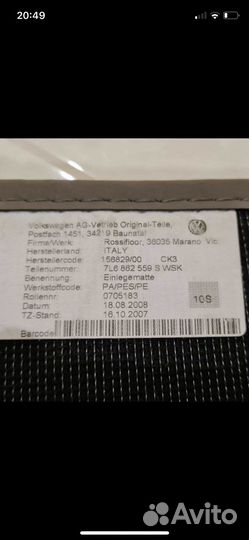 20:49
Volkswagen AG-Vetrieb Original-Teile,
Postfach 1451, 34219 Baunatal
Firma/Werk: Rossifloor, 36035 Marano Vic.
Herstellerland: ITALY
Herstellercode: 156829/00 CK3
Teilenummer: 7L6 862 559 S WSK
Benennung: Einlegematte
Werkstoffcode: PA/PES/PE
Rollennr.: 0705183
Datum: 18.08.2008
TZ-Stand: 16.10.2007
10S
Barcode
Avito